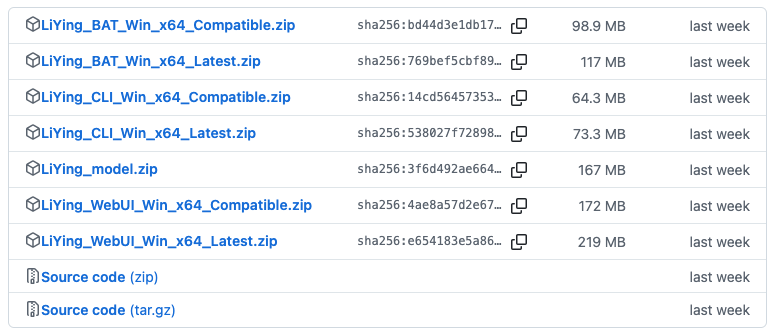 LiYing_BAT_Win_x64_Compatible.zip sha256:bd44d3e1db17… 98.9 MB last week
LiYing_BAT_Win_x64_Latest.zip sha256:769bef5cbf89… 117 MB last week
LiYing_CLI_Win_x64_Compatible.zip sha256:14cd56457353… 64.3 MB last week
LiYing_CLI_Win_x64_Latest.zip sha256:538027f72898… 73.3 MB last week
LiYing_model.zip sha256:3f6d492ae664… 167 MB last week
LiYing_WebUI_Win_x64_Compatible.zip sha256:4ae8a57d2e67… 172 MB last week
LiYing_WebUI_Win_x64_Latest.zip sha256:e654183e5a86… 219 MB last week
Source code (zip) last week
Source code (tar.gz) last week